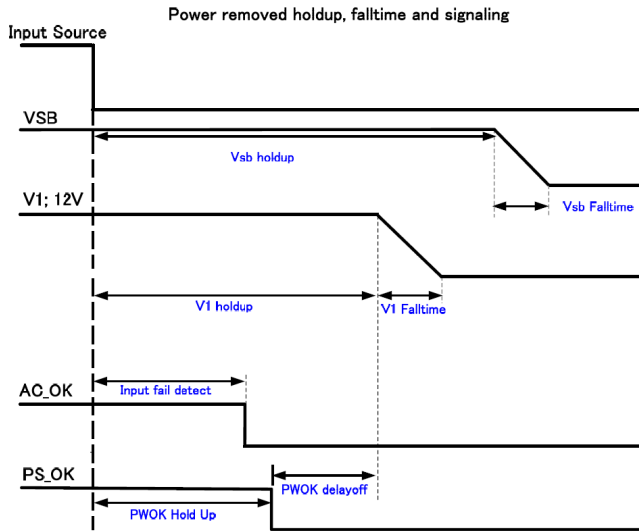 Power removed holdup, falltime and signaling
Input Source
VSB
Vsb holdup
Vsb Falltime
V1; 12V
V1 holdup
V1 Falltime
AC_OK
Input fail detect
PS_OK
PWOK delayoff
PWOK Hold Up